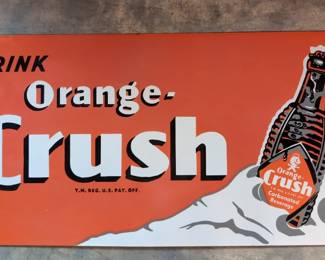 RINK
Orange-
Crush
T.M. REG. U.S. PAT. OFF.
Orange-
Crush
Carbonated
Beverage